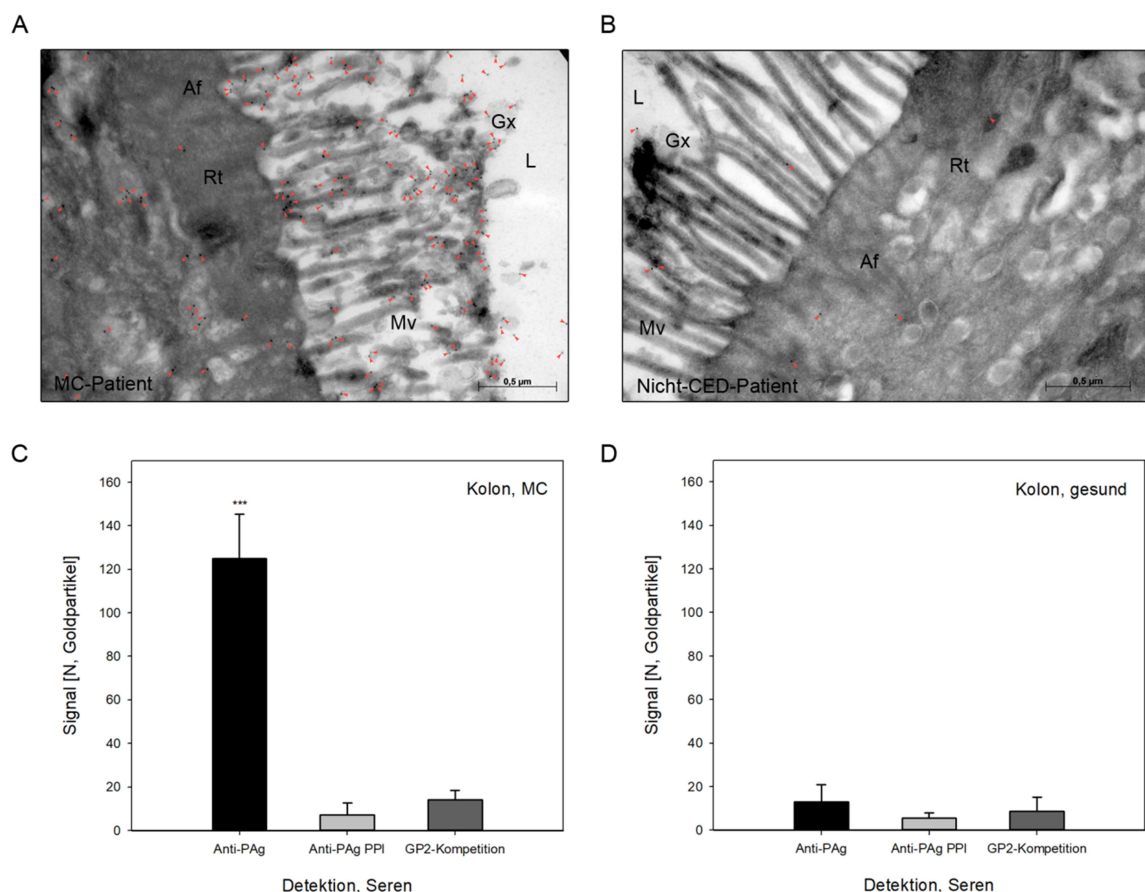 A
Af
Gx
L
Rt
Mv
MC-Patient
0,5 µm
B
L
Gx
Rt
Af
Mv
Nicht-CED-Patient
0,5 µm
C
Kolon, MC
160
140
120
100
80
60
40
20
0
***
Signal [N, Goldpartikel]
Anti-PAg Anti-PAg PPI GP2-Kompetition
Detektion, Seren
D
Kolon, gesund
160
140
120
100
80
60
40
20
0
Signal [N, Goldpartikel]
Anti-PAg Anti-PAg PPI GP2-Kompetition
Detektion, Seren